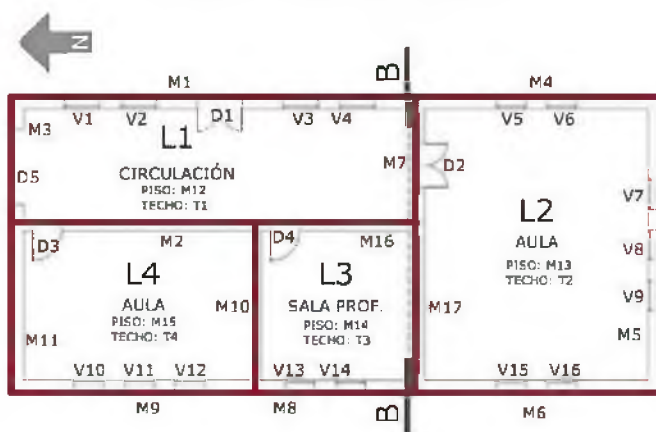 N
B
M1
M4
V1 V2 D1 V3 V4 V5 V6
M3
L1
D5
CIRCULACIÓN
PISO: M12
TECHO: T1
M7
D2
V7
L2
AULA
PISO: M13
TECHO: T2
V8
V9
D3
M2
D4
M16
L4
AULA
PISO: M15
TECHO: T4
M10
L3
SALA PROF.
PISO: M14
TECHO: T3
M17
M11
M5
V10 V11 V12 V13 V14 V15 V16
M9
M8
B
M6